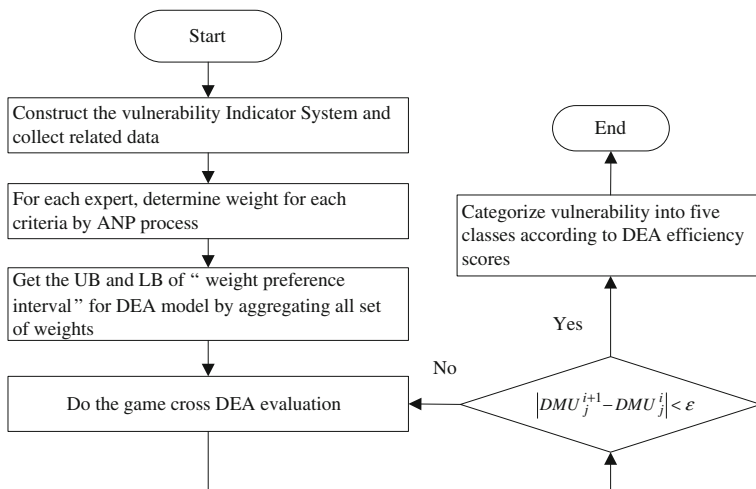 Start
Construct the vulnerability Indicator System and
collect related data
For each expert, determine weight for each
criteria by ANP process
Get the UB and LB of “ weight preference
interval ” for DEA model by aggregating all set
of weights
Do the game cross DEA evaluation
End
Categorize vulnerability into five
classes according to DEA efficiency
scores
Yes
No
|DMU_j^{i+1} − DMU_j^i| < ε